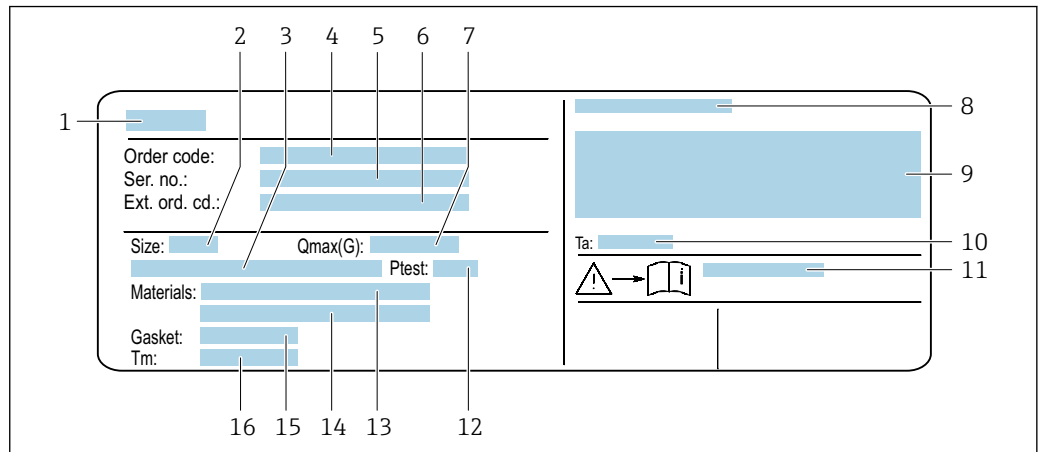 2 3 4 5 6 7
1
8
Order code:
Ser. no.:
Ext. ord. cd.:
9
Size: Qmax(G):
Ptest:
Materials:
Gasket:
Tm:
Ta:
10
i
11
16 15 14 13 12